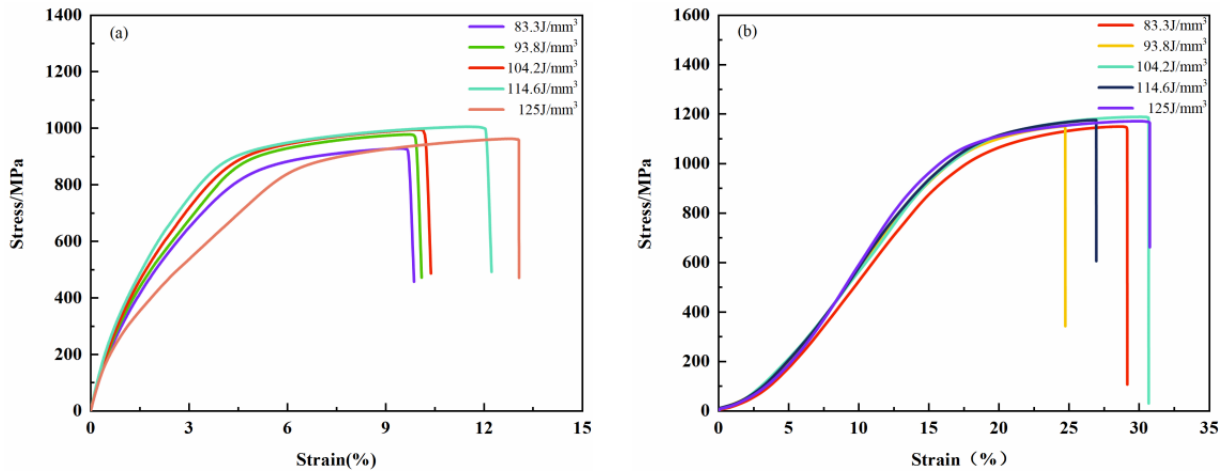 (a)
83.3J/mm³
93.8J/mm³
104.2J/mm³
114.6J/mm³
125J/mm³
1400
1200
1000
800
600
400
200
0
Stress/MPa
0 3 6 9 12 15
Strain(%)
(b)
83.3J/mm³
93.8J/mm³
104.2J/mm³
114.6J/mm³
125J/mm³
1600
1400
1200
1000
800
600
400
200
0
Stress/MPa
0 5 10 15 20 25 30 35
Strain（%）